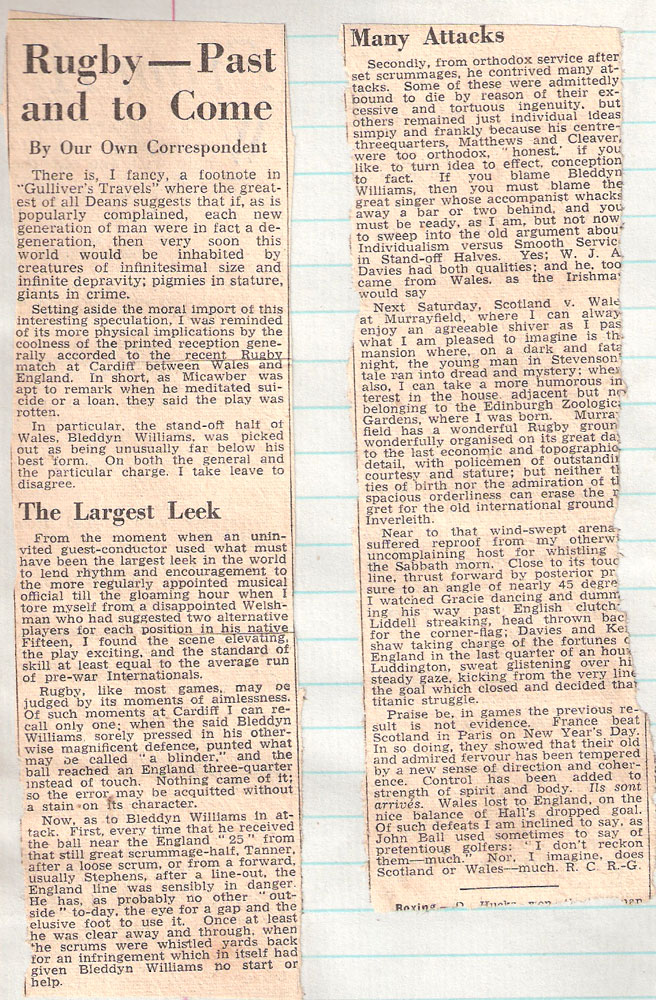 Rugby—Past
and to Come
By Our Own Correspondent
There is, I fancy, a footnote in
"Gulliver's Travels" where the great-
est of all Deans suggests that if, as is
popularly complained, each new
generation of man were in fact a de-
generation, then very soon this
world would be inhabited by
creatures of infinitesimal size and
infinite depravity; pigmies in stature,
giants in crime.
Setting aside the moral import of this
interesting speculation, I was reminded
of its more physical implications by the
coolness of the printed reception gene-
rally accorded to the recent Rugby
match at Cardiff between Wales and
England. In short, as Micawber was
apt to remark when he meditated sui-
cide or a loan, they said the play was
rotten.
In particular, the stand-off half of
Wales, Bleddyn Williams, was picked
out as being unusually far below his
best form. On both the general and
the particular charge, I take leave to
disagree.
The Largest Leek
From the moment when an unin-
vited guest-conductor used what must
have been the largest leek in the world
to lend rhythm and encouragement to
the more regularly appointed musical
official till the gloaming hour when I
tore myself from a disappointed Welsh-
man who had suggested two alternative
players for each position in his native
Fifteen, I found the scene elevating,
the play exciting, and the standard of
skill at least equal to the average run
of pre-war Internationals.
Rugby, like most games, may be
judged by its moments of aimlessness.
Of such moments at Cardiff I can re-
call only one; when the said Bleddyn
Williams, sorely pressed in his other-
wise magnificent defence, punted what
may be called "a blinder," and the
ball reached an England three-quarter
instead of touch. Nothing came of it;
so the error may be acquitted without
a stain on its character.
Now, as to Bleddyn Williams in at-
tack. First, every time that he received
the ball near the England "25" from
that still great scrummage-half, Tanner,
after a loose scrum, or from a forward,
usually Stephens, after a line-out, the
England line was sensibly in danger.
He has, as probably no other "out-
side" to-day, the eye for a gap and the
elusive foot to use it. Once at least
he was clear away and through, when
the scrums were whistled yards back
for an infringement which in itself had
given Bleddyn Williams no start or
help.
Many Attacks
Secondly, from orthodox service after
set scrummages, he contrived many at-
tacks. Some of these were admittedly
bound to die by reason of their ex-
cessive and tortuous ingenuity, but
others remained just individual ideas
simply and frankly because his centre-
threequarters, Matthews and Cleaver,
were too orthodox, "honest," if you
like to turn idea to effect, conception
to fact. If you blame Bleddyn
Williams, then you must blame the
great singer whose accompanist whacks
away a bar or two behind, and you
must be ready, as I am, but not now
to sweep into the old argument abou
Individualism versus Smooth Servic
in Stand-off Halves. Yes; W. J. A
Davies had both qualities; and he, too
came from Wales, as the Irishma
would say
Next Saturday, Scotland v. Wale
at Murrayfield, where I can alway
enjoy an agreeable shiver as I pas
what I am pleased to imagine is th
mansion where, on a dark and fata
night, the young man in Stevenson'
tale ran into dread and mystery; wher
also, I can take a more humorous in
terest in the house, adjacent but no
belonging to the Edinburgh Zoologic
Gardens, where I was born. Murra
field has a wonderful Rugby groun
wonderfully organised on its great da
to the last economic and topographic
detail, with policemen of outstandi
courtesy and stature; but neither t
ties of birth nor the admiration of t
spacious orderliness can erase the r
gret for the old international ground
Inverleith.
Near to that wind-swept arena
suffered reproof from my otherw
uncomplaining host for whistling
the Sabbath morn. Close to its touc
line, thrust forward by posterior pr
sure to an angle of nearly 45 degre
I watched Gracie dancing and dumm
ing his way past English clutch
Liddell streaking, head thrown bac
for the corner-flag; Davies and Ke
shaw taking charge of the fortunes o
England in the last quarter of an hou
Luddington, sweat glistening over hi
steady gaze, kicking from the very line
the goal which closed and decided that
titanic struggle.
Praise be, in games the previous re-
sult is not evidence. France beat
Scotland in Paris on New Year's Day.
In so doing, they showed that their old
and admired fervour has been tempered
by a new sense of direction and coher-
ence. Control has been added to
strength of spirit and body. Ils sont
arrivés. Wales lost to England, on the
nice balance of Hall's dropped goal.
Of such defeats I am inclined to say, as
John Ball used sometimes to say of
pretentious golfers: "I don't reckon
them—much." Nor, I imagine, does
Scotland or Wales—much. R. C. R.-G.
Boxing